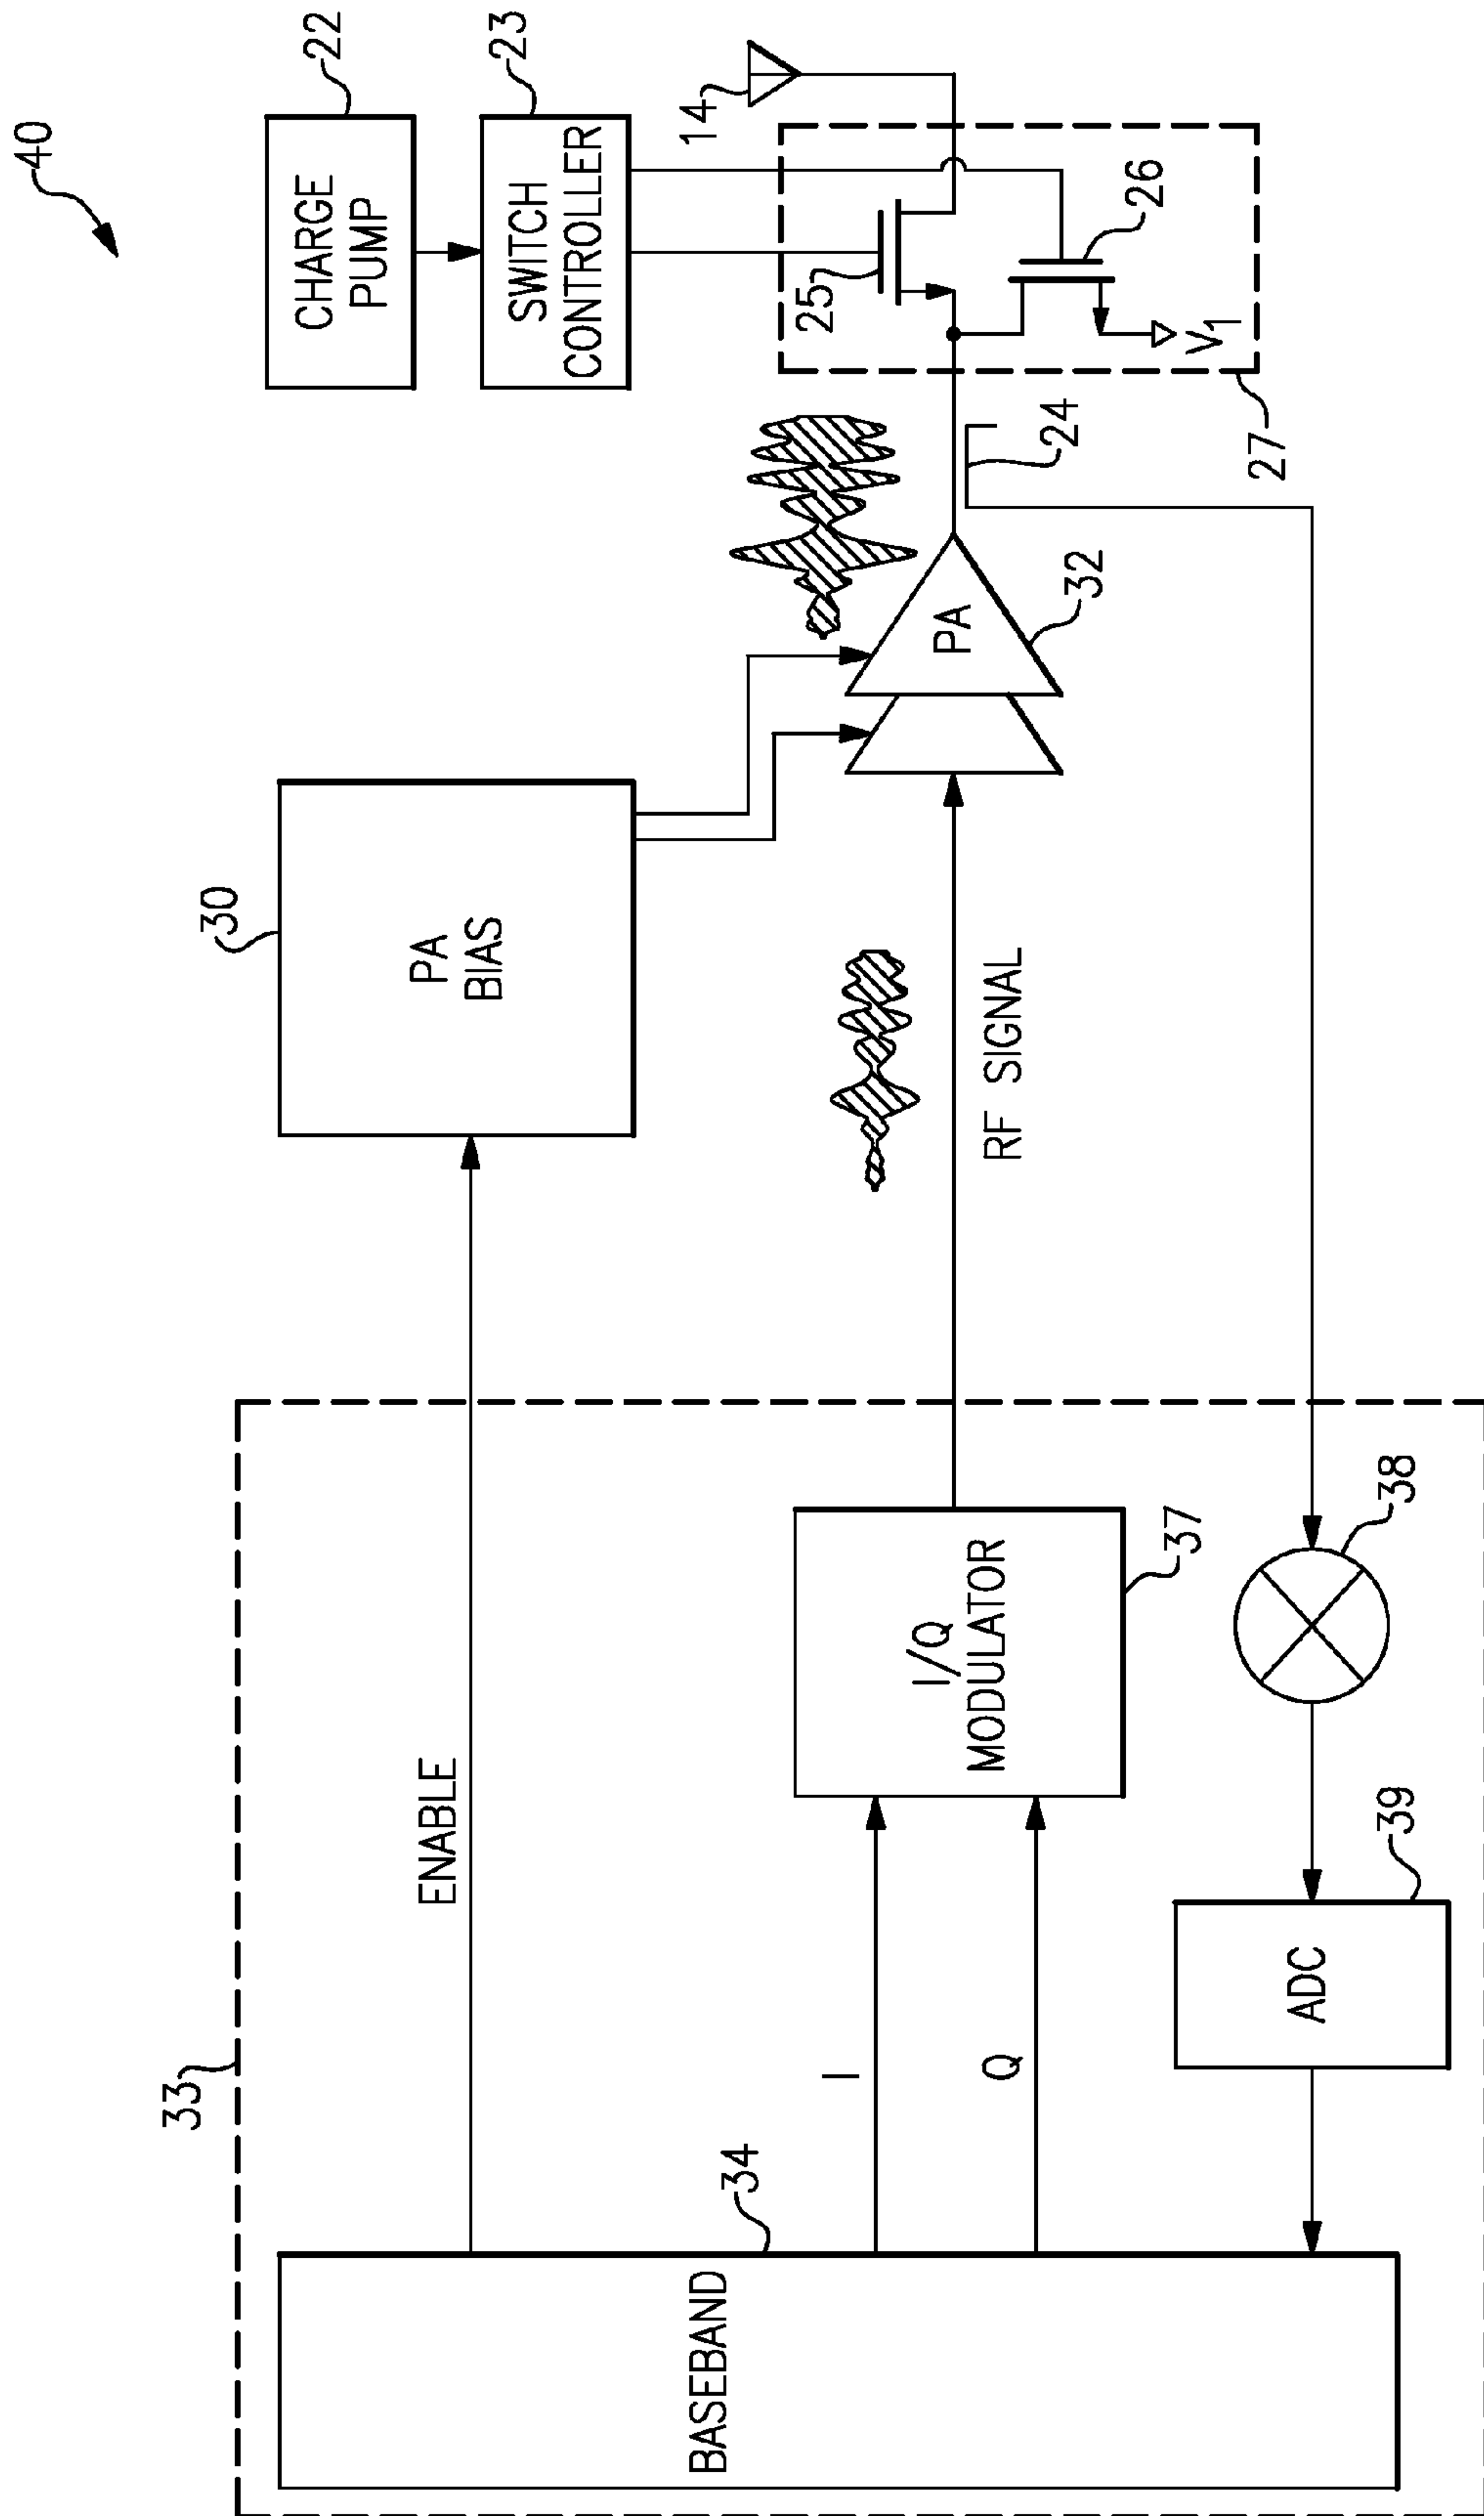 40
33
BASEBAND
34
ENABLE
I
Q
I/Q
MODULATOR
37
ADC
39
38
30
PA
BIAS
RF SIGNAL
PA
32
24
CHARGE
PUMP
22
SWITCH
CONTROLLER
23
14
25
26
V1
27